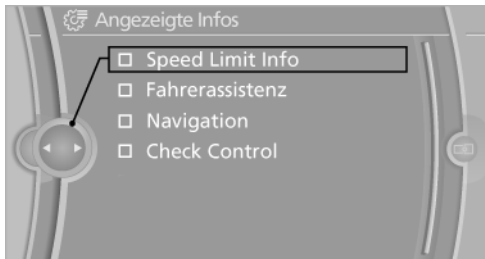 Angezeigte Infos
Speed Limit Info
Fahrerassistenz
Navigation
Check Control